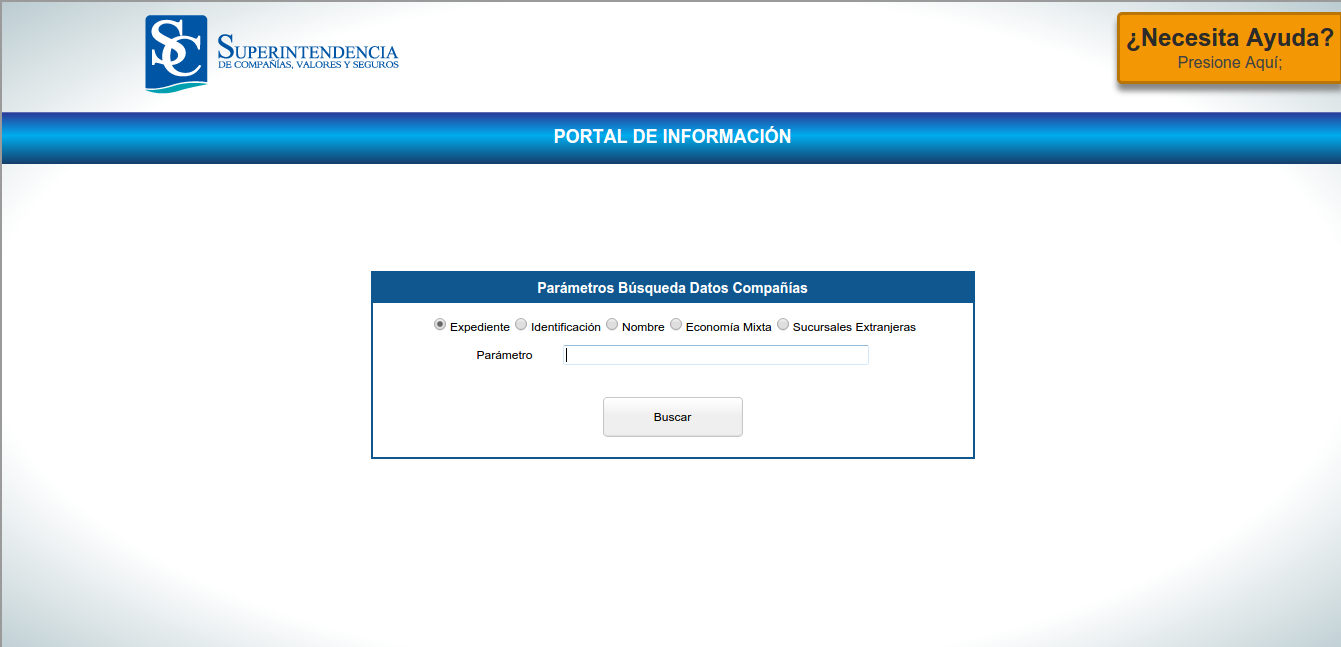 SC
SUPERINTENDENCIA
DE COMPAÑÍAS, VALORES Y SEGUROS
¿Necesita Ayuda?
Presione Aquí;
PORTAL DE INFORMACIÓN
Parámetros Búsqueda Datos Compañías
Expediente Identificación Nombre Economía Mixta Sucursales Extranjeras
Parámetro
Buscar